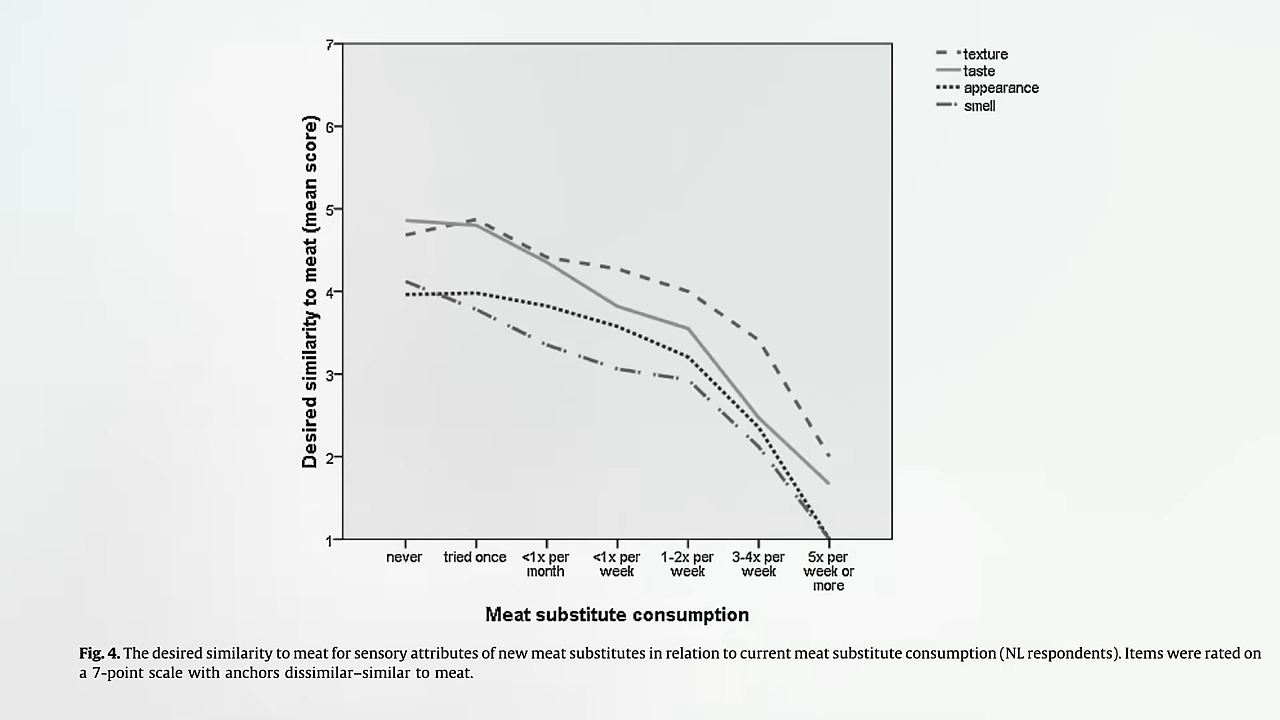 7
6
5
4
3
2
1
Desired similarity to meat (mean score)
texture
taste
appearance
smell
never
tried once
<1x per
month
<1x per
week
1-2x per
week
3-4x per
week
5x per
week or
more
Meat substitute consumption
Fig. 4. The desired similarity to meat for sensory attributes of new meat substitutes in relation to current meat substitute consumption (NL respondents). Items were rated on
a 7-point scale with anchors dissimilar–similar to meat.